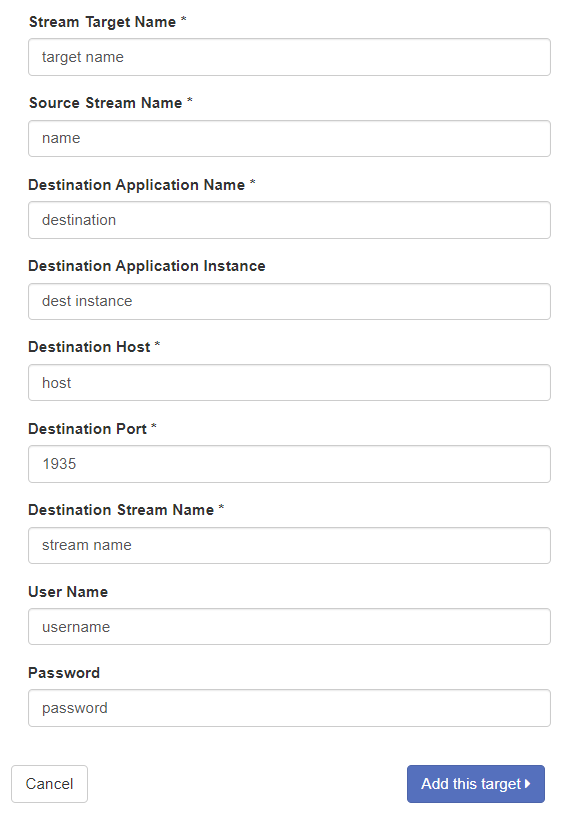 Stream Target Name *
target name
Source Stream Name *
name
Destination Application Name *
destination
Destination Application Instance
dest instance
Destination Host *
host
Destination Port *
1935
Destination Stream Name *
stream name
User Name
username
Password
password
Cancel
Add this target